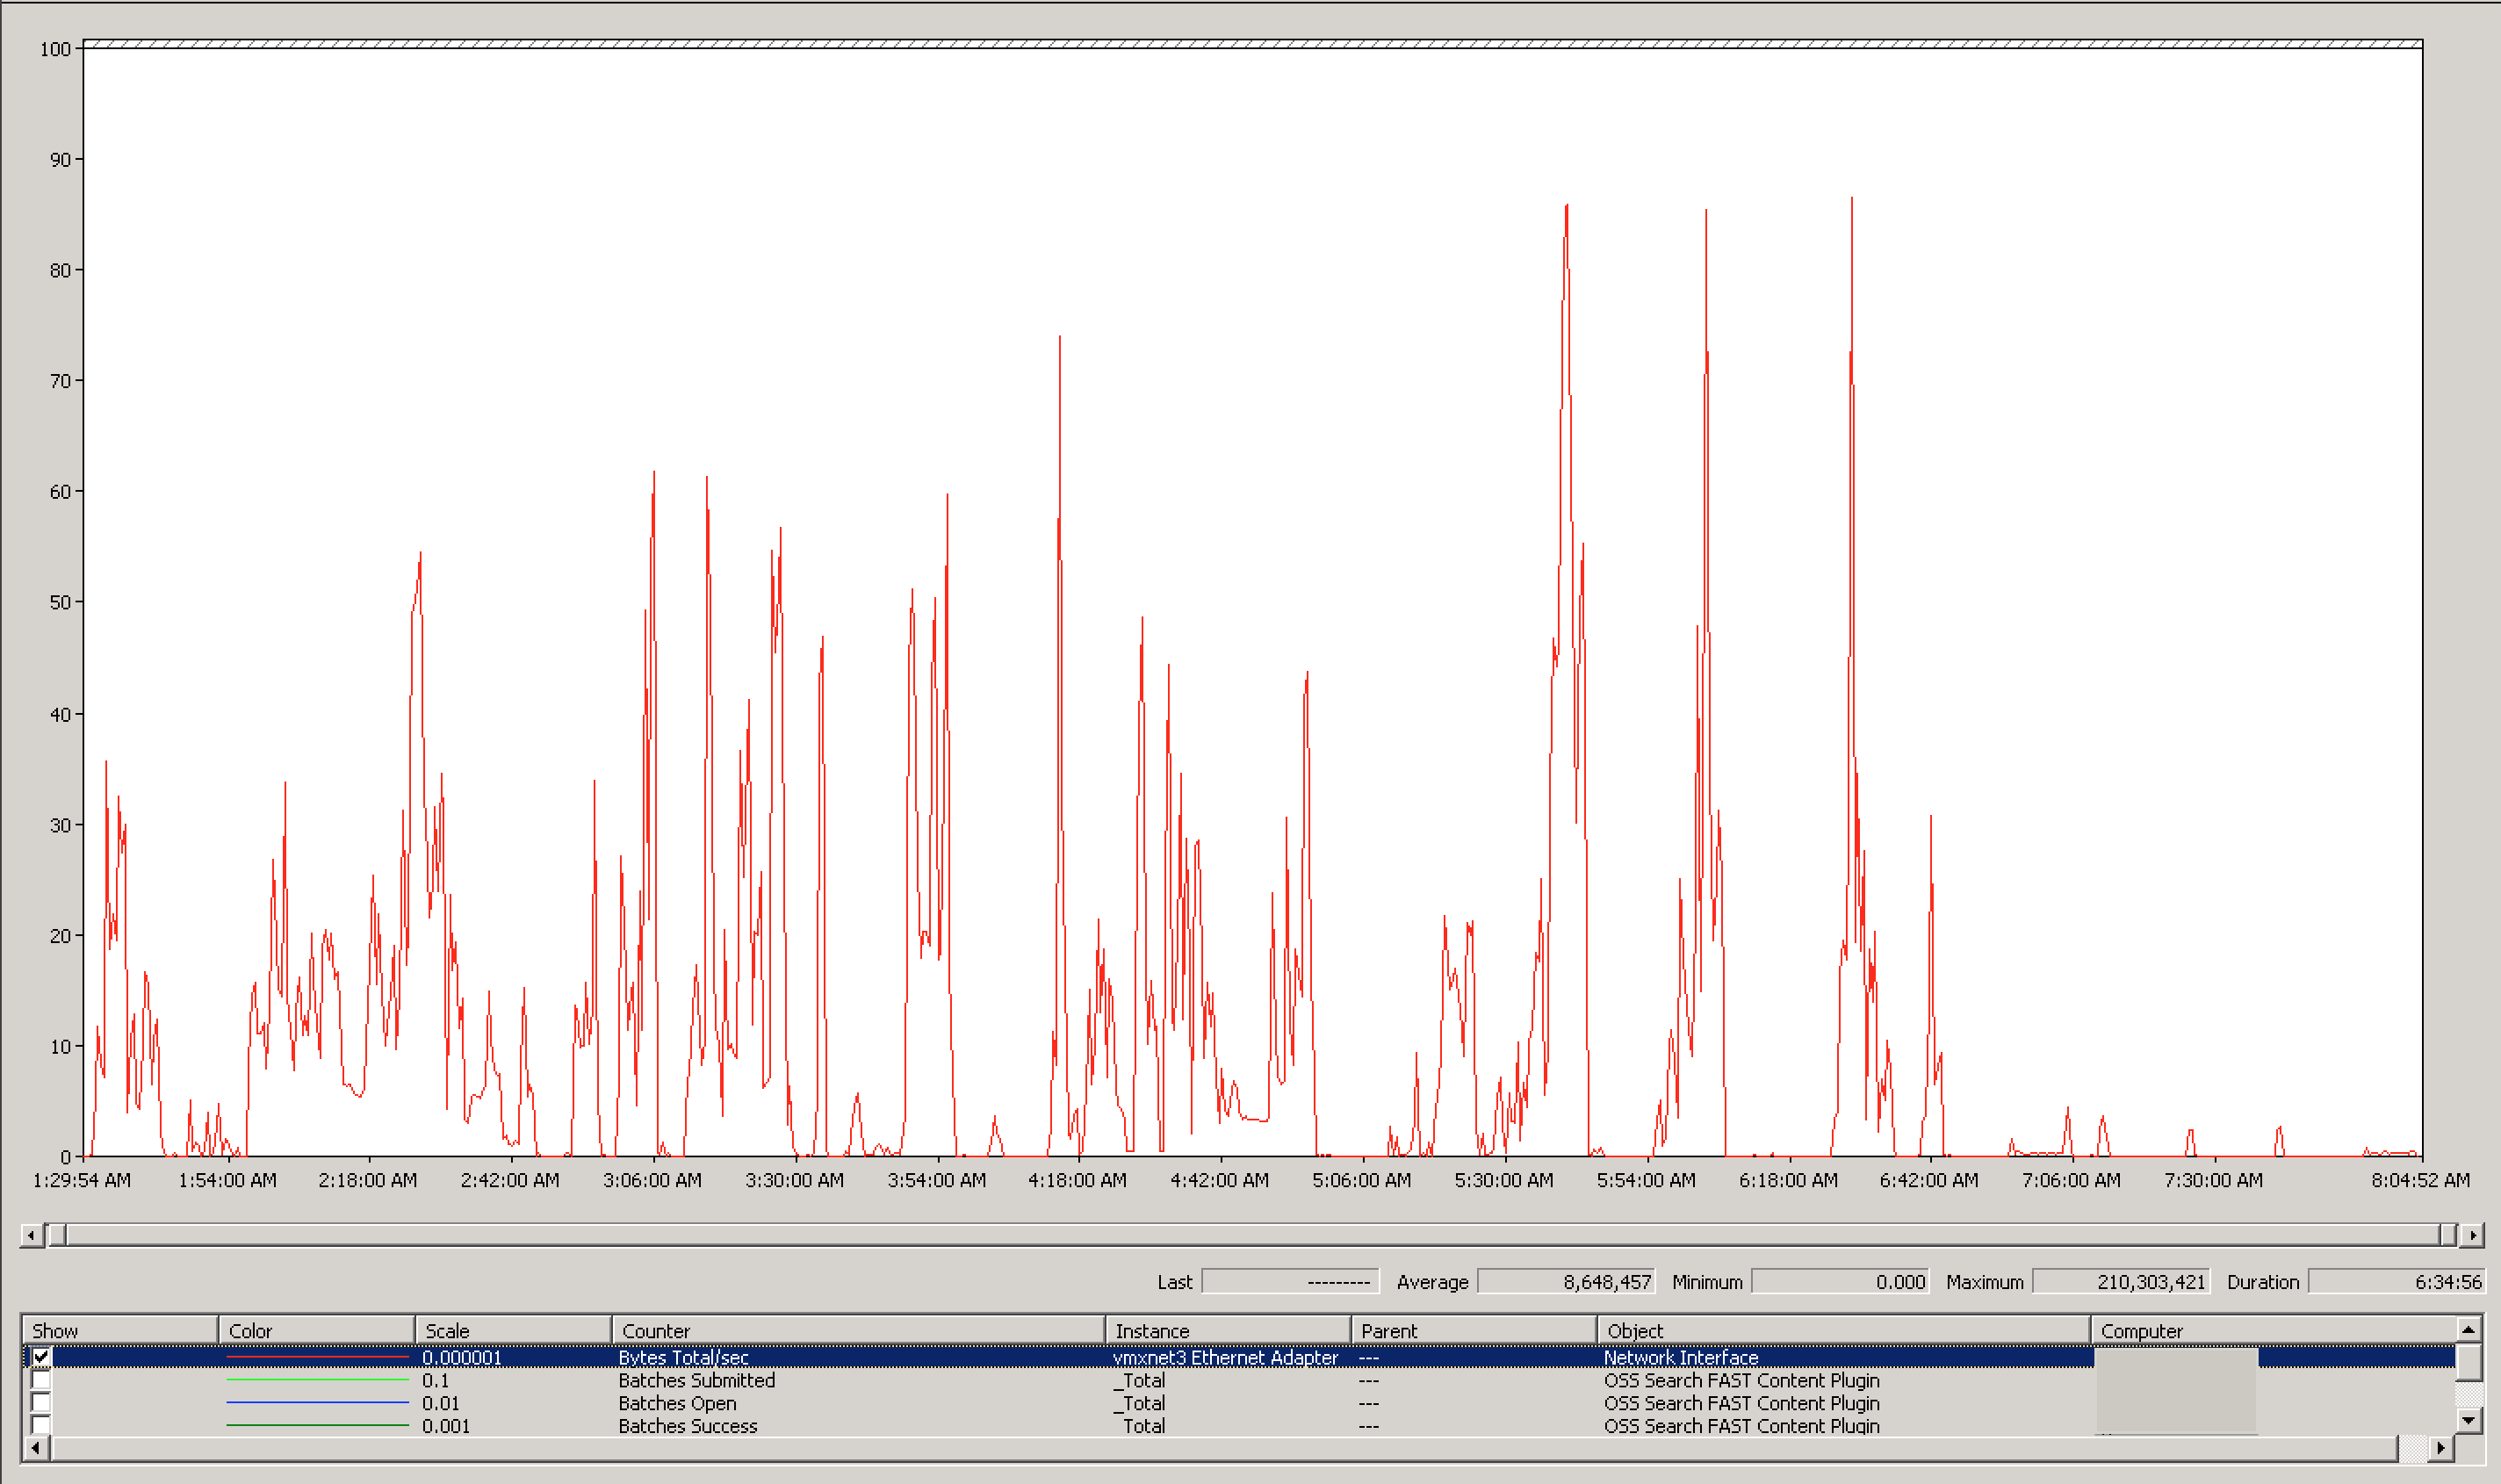 100
90
80
70
60
50
40
30
20
10
0
1:29:54 AM 1:54:00 AM 2:18:00 AM 2:42:00 AM 3:06:00 AM 3:30:00 AM 3:54:00 AM 4:18:00 AM 4:42:00 AM 5:06:00 AM 5:30:00 AM 5:54:00 AM 6:18:00 AM 6:42:00 AM 7:06:00 AM 7:30:00 AM 8:04:52 AM
Last --------- Average 8,648,457 Minimum 0.000 Maximum 210,303,421 Duration 6:34:56
Show Color Scale Counter Instance Parent Object Computer
0.000001 Bytes Total/sec vmxnet3 Ethernet Adapter --- Network Interface
0.1 Batches Submitted _Total --- OSS Search FAST Content Plugin
0.01 Batches Open _Total --- OSS Search FAST Content Plugin
0.001 Batches Success Total --- OSS Search FAST Content Plugin